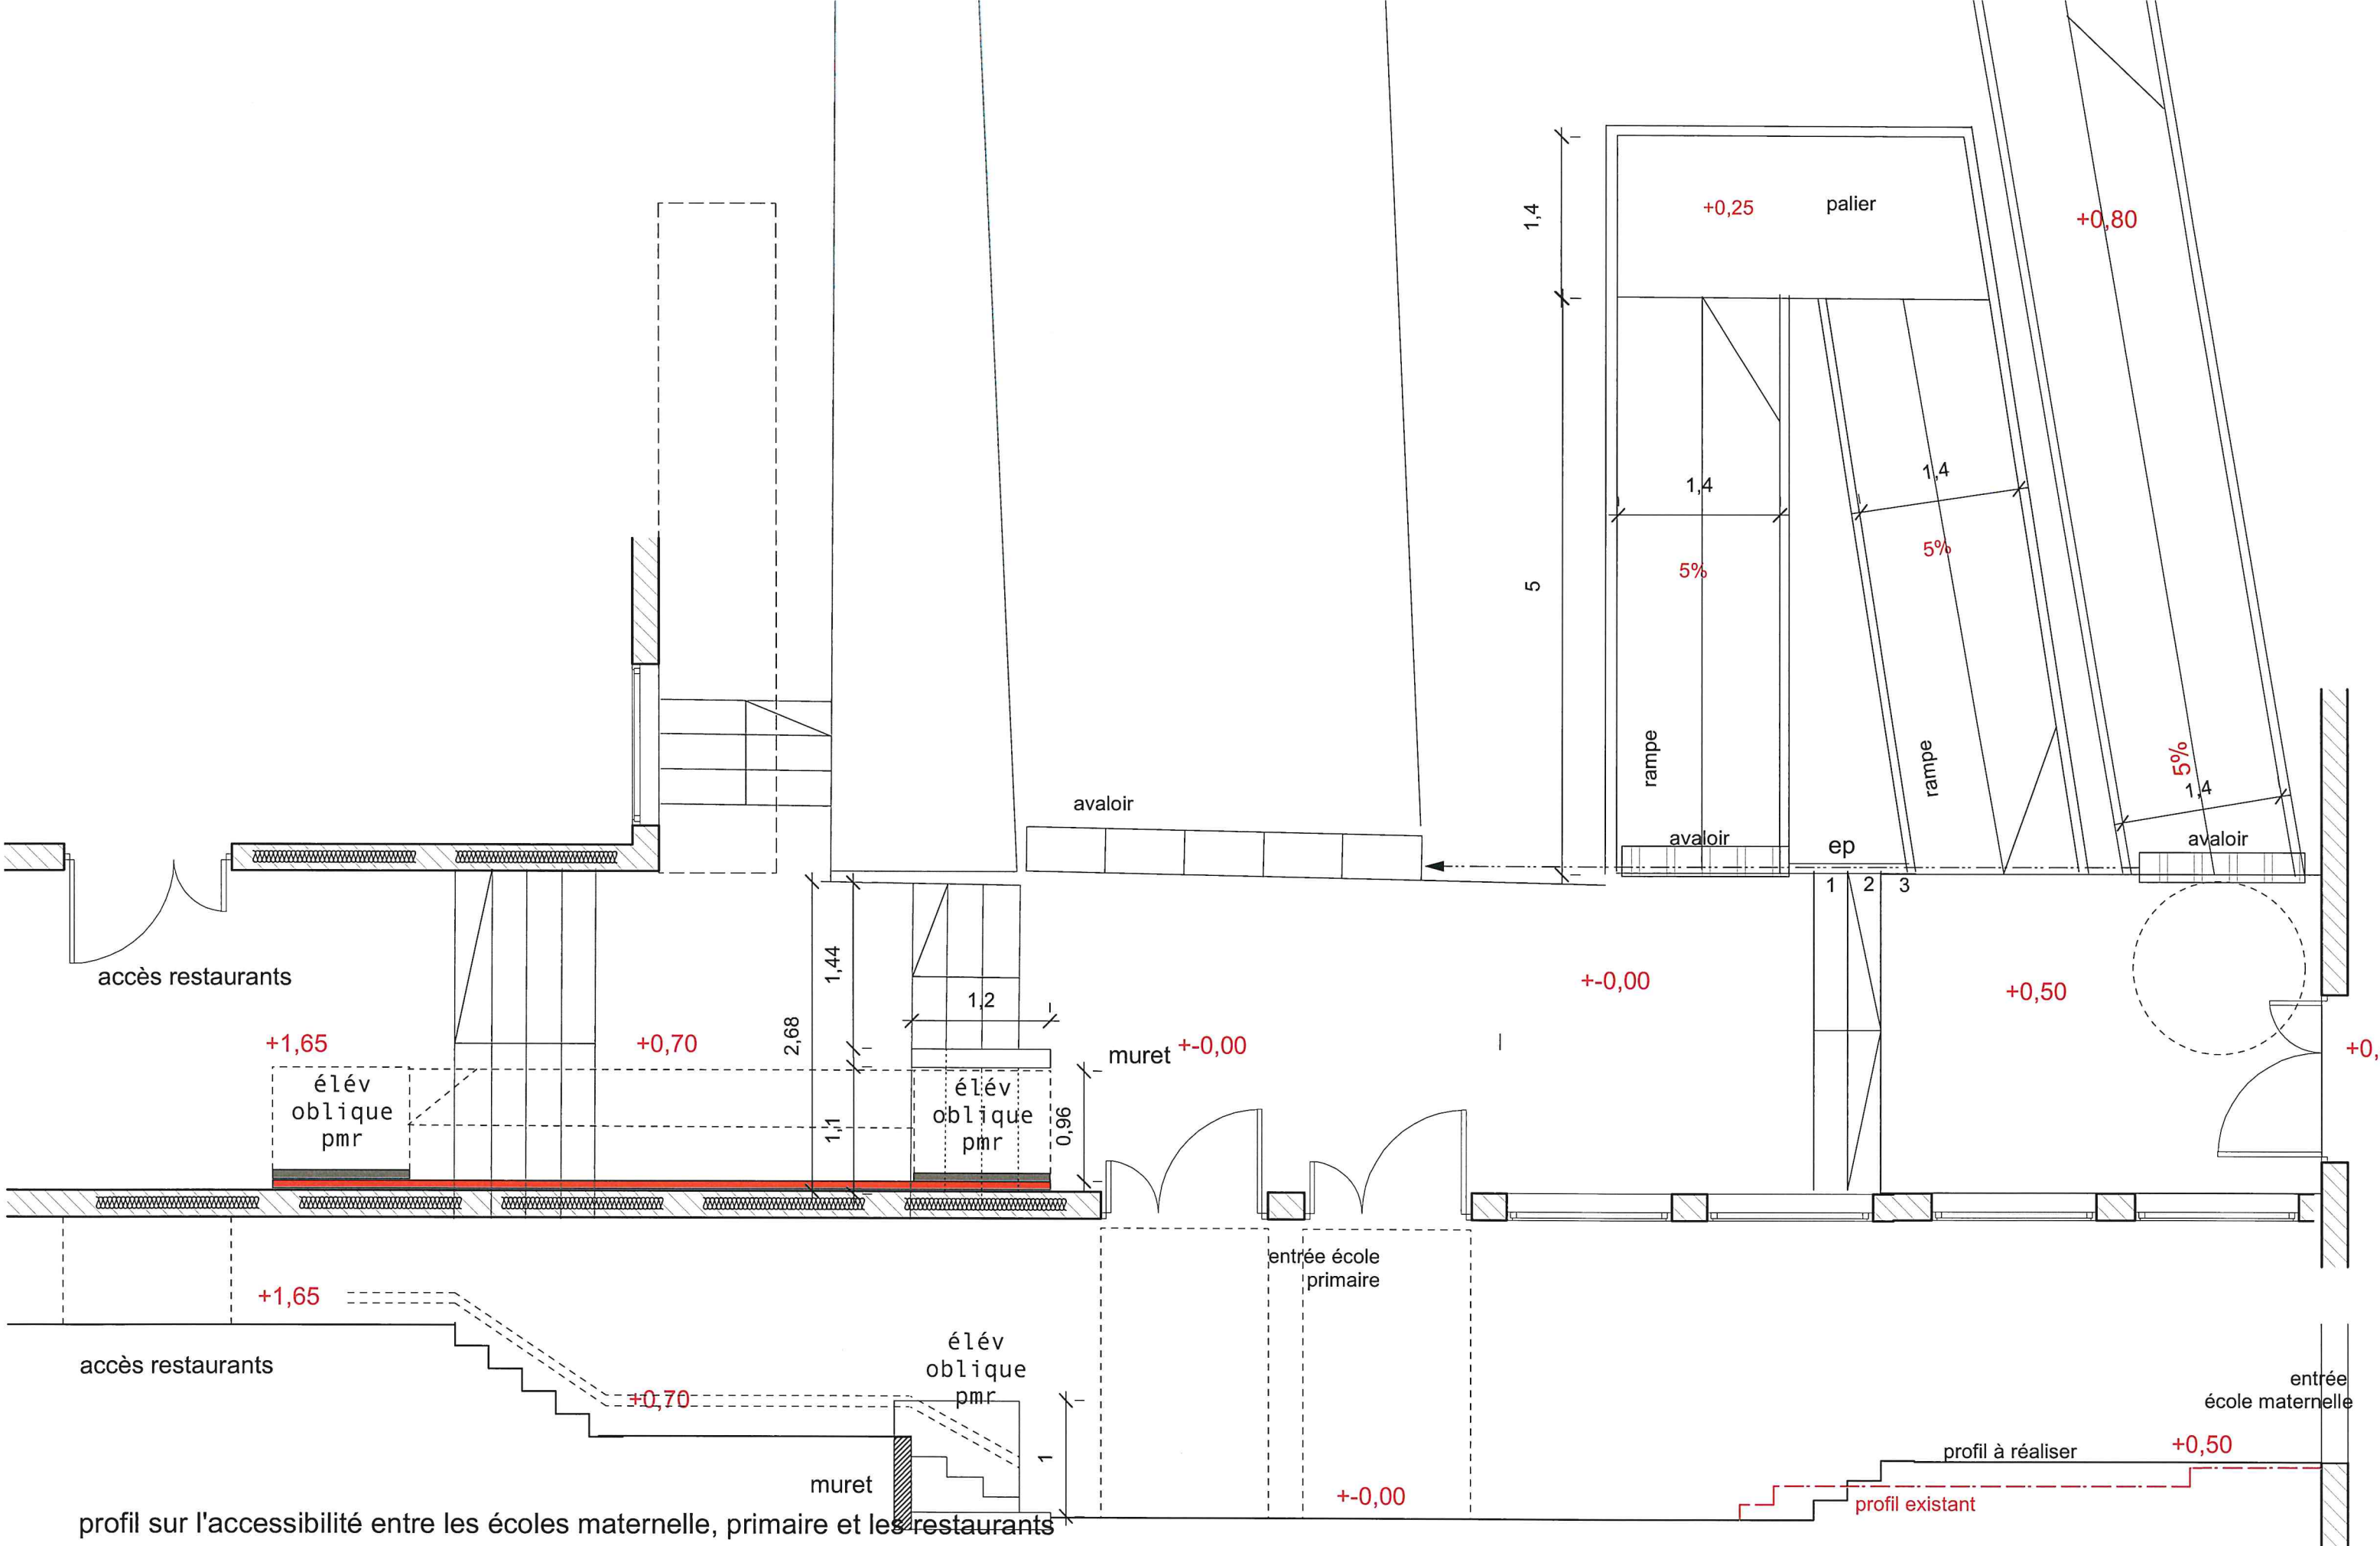 +0,25
palier
+0,80
1,4
1,4
1,4
5%
5%
5
rampe
rampe
5%
1,4
avaloir
avaloir
ep
avaloir
1 2 3
accès restaurants
1,44
1,2
+-0,00
+0,50
+1,65
+0,70
2,68
muret
+-0,00
+0,
élév
oblique
pmr
1,1
élév
oblique
pmr
0,96
entrée école
primaire
+1,65
accès restaurants
+0,70
élév
oblique
pmr
1
muret
+-0,00
entrée
école maternelle
profil à réaliser
+0,50
profil existant
profil sur l'accessibilité entre les écoles maternelle, primaire et les restaurants